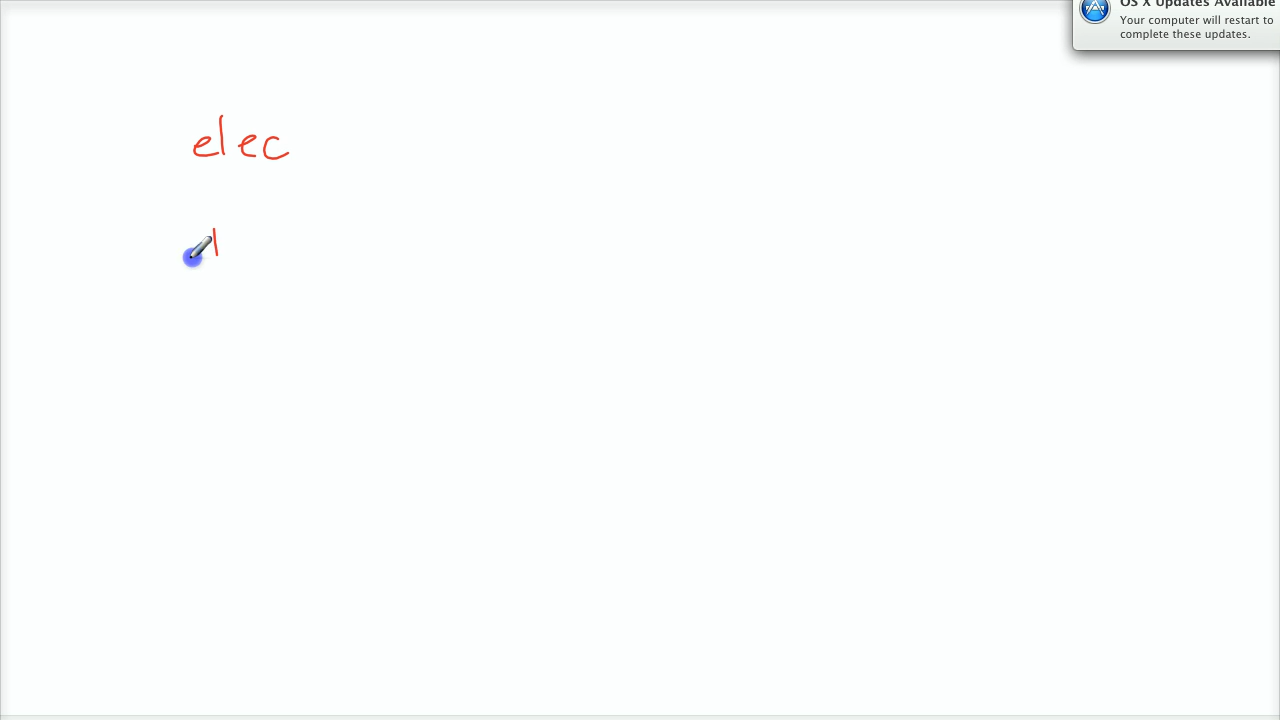 OS X Updates Available
Your computer will restart to
complete these updates.
elec